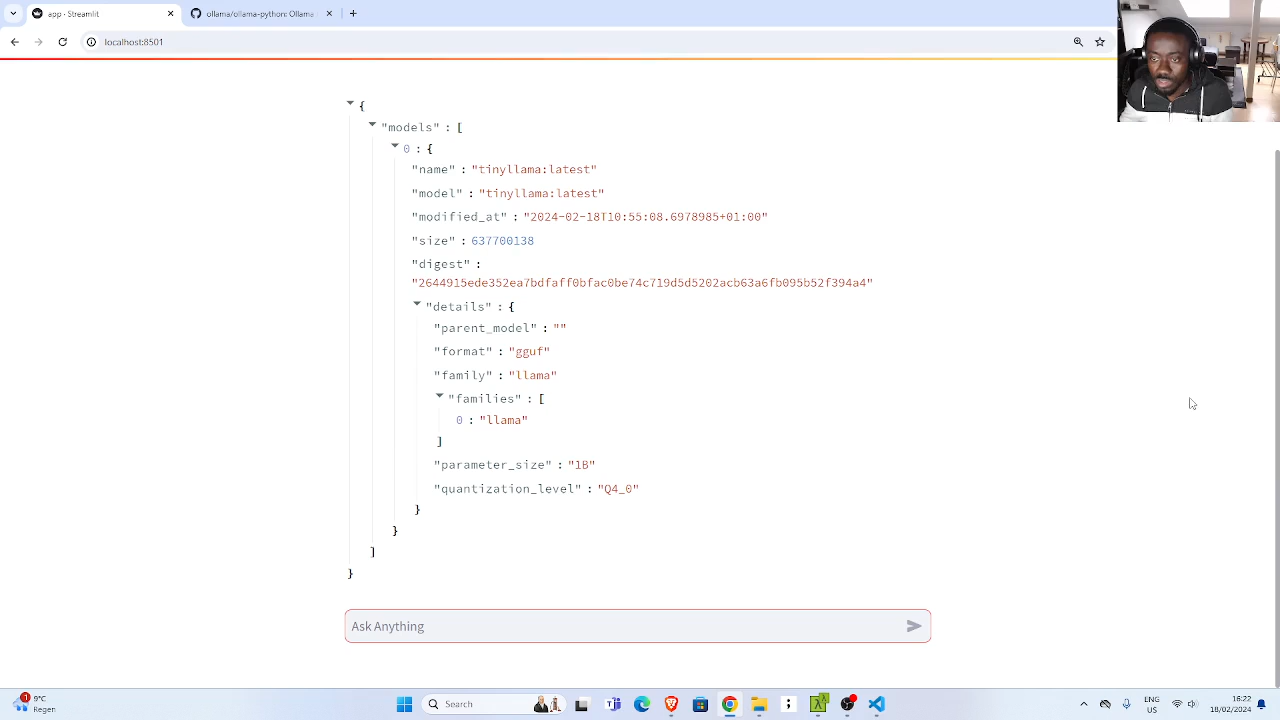 app · Streamlit
ollama/ollama-python: Ollama
localhost:8501
{
"models" : [
0 : {
"name" : "tinyllama:latest"
"model" : "tinyllama:latest"
"modified_at" : "2024-02-18T10:55:08.6978985+01:00"
"size" : 637700138
"digest" :
"2644915ede352ea7bdfaff0bfac0be74c719d5d5202acb63a6fb095b52f394a4"
"details" : {
"parent_model" : ""
"format" : "gguf"
"family" : "llama"
"families" : [
0 : "llama"
]
"parameter_size" : "1B"
"quantization_level" : "Q4_0"
}
}
]
}
Ask Anything
1
9°C
Regen
Search
ENG
US
16:22
18/02/2024